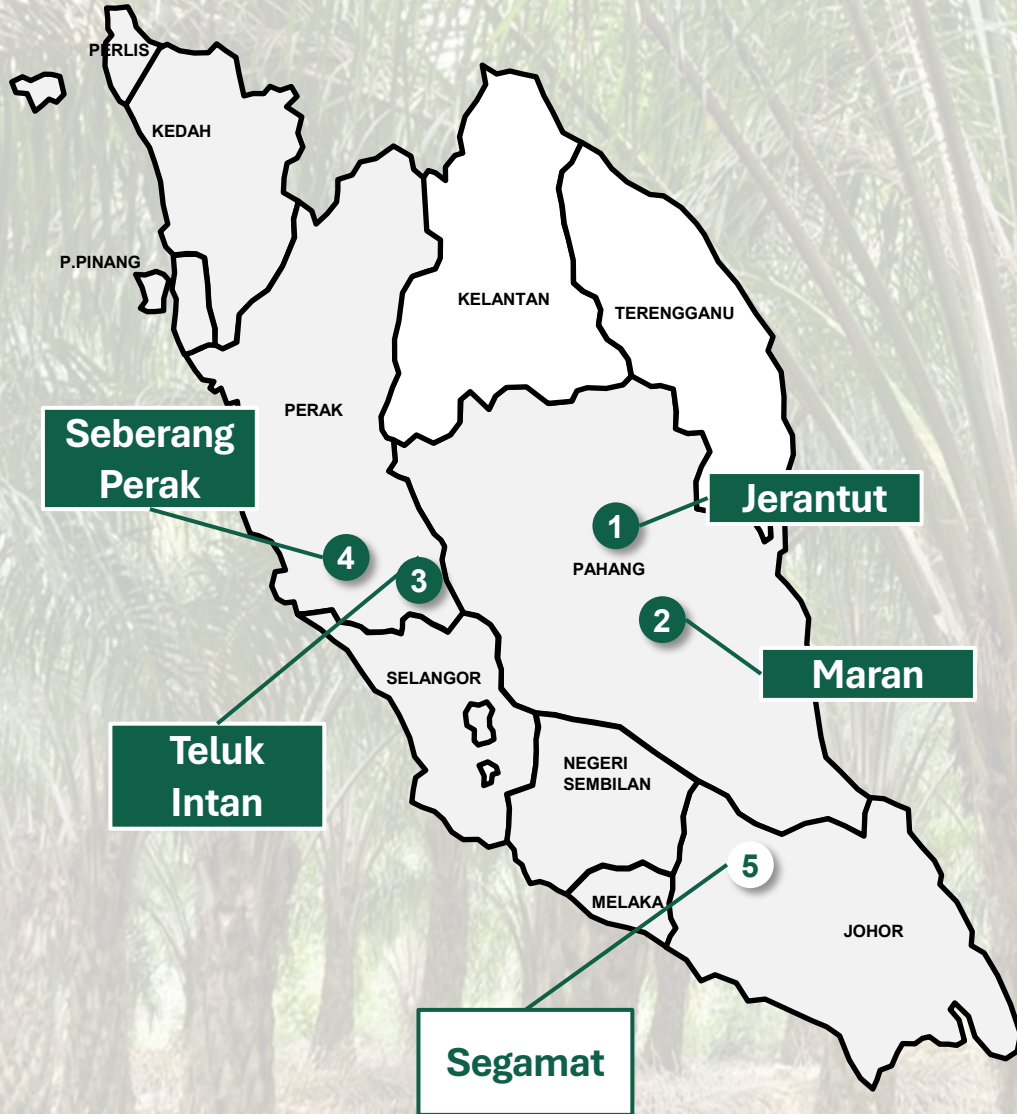 PERLIS
KEDAH
P.PINANG
KELANTAN
TERENGGANU
PERAK
Seberang
Perak
Jerantut
1
4
PAHANG
3
2
Maran
SELANGOR
Teluk
Intan
NEGERI
SEMBILAN
5
MELAKA
JOHOR
Segamat